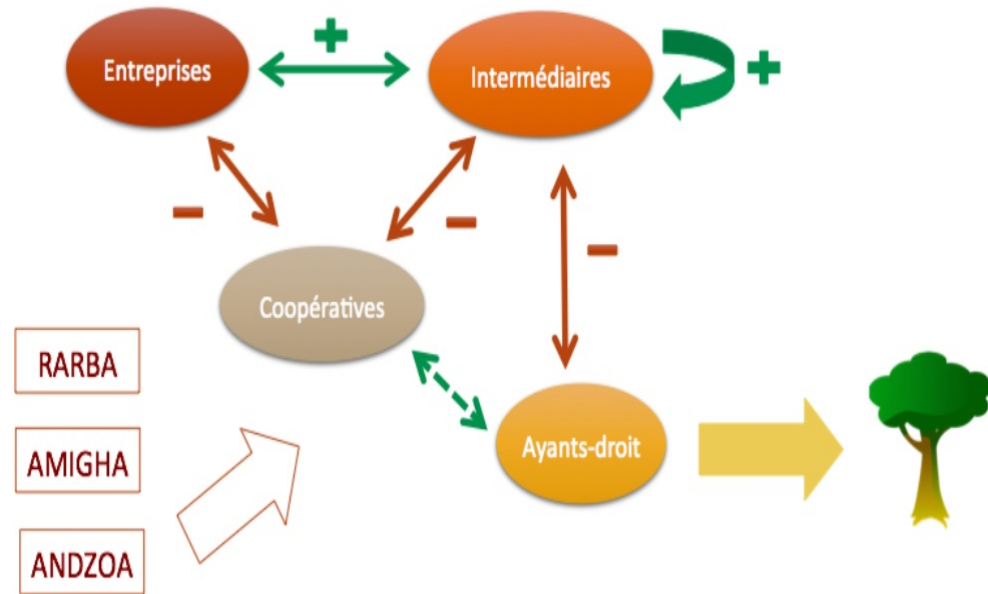 Entreprises
+
Intermédiaires
+
-
-
-
Coopératives
RARBA
AMIGHA
Ayants-droit
ANDZOA